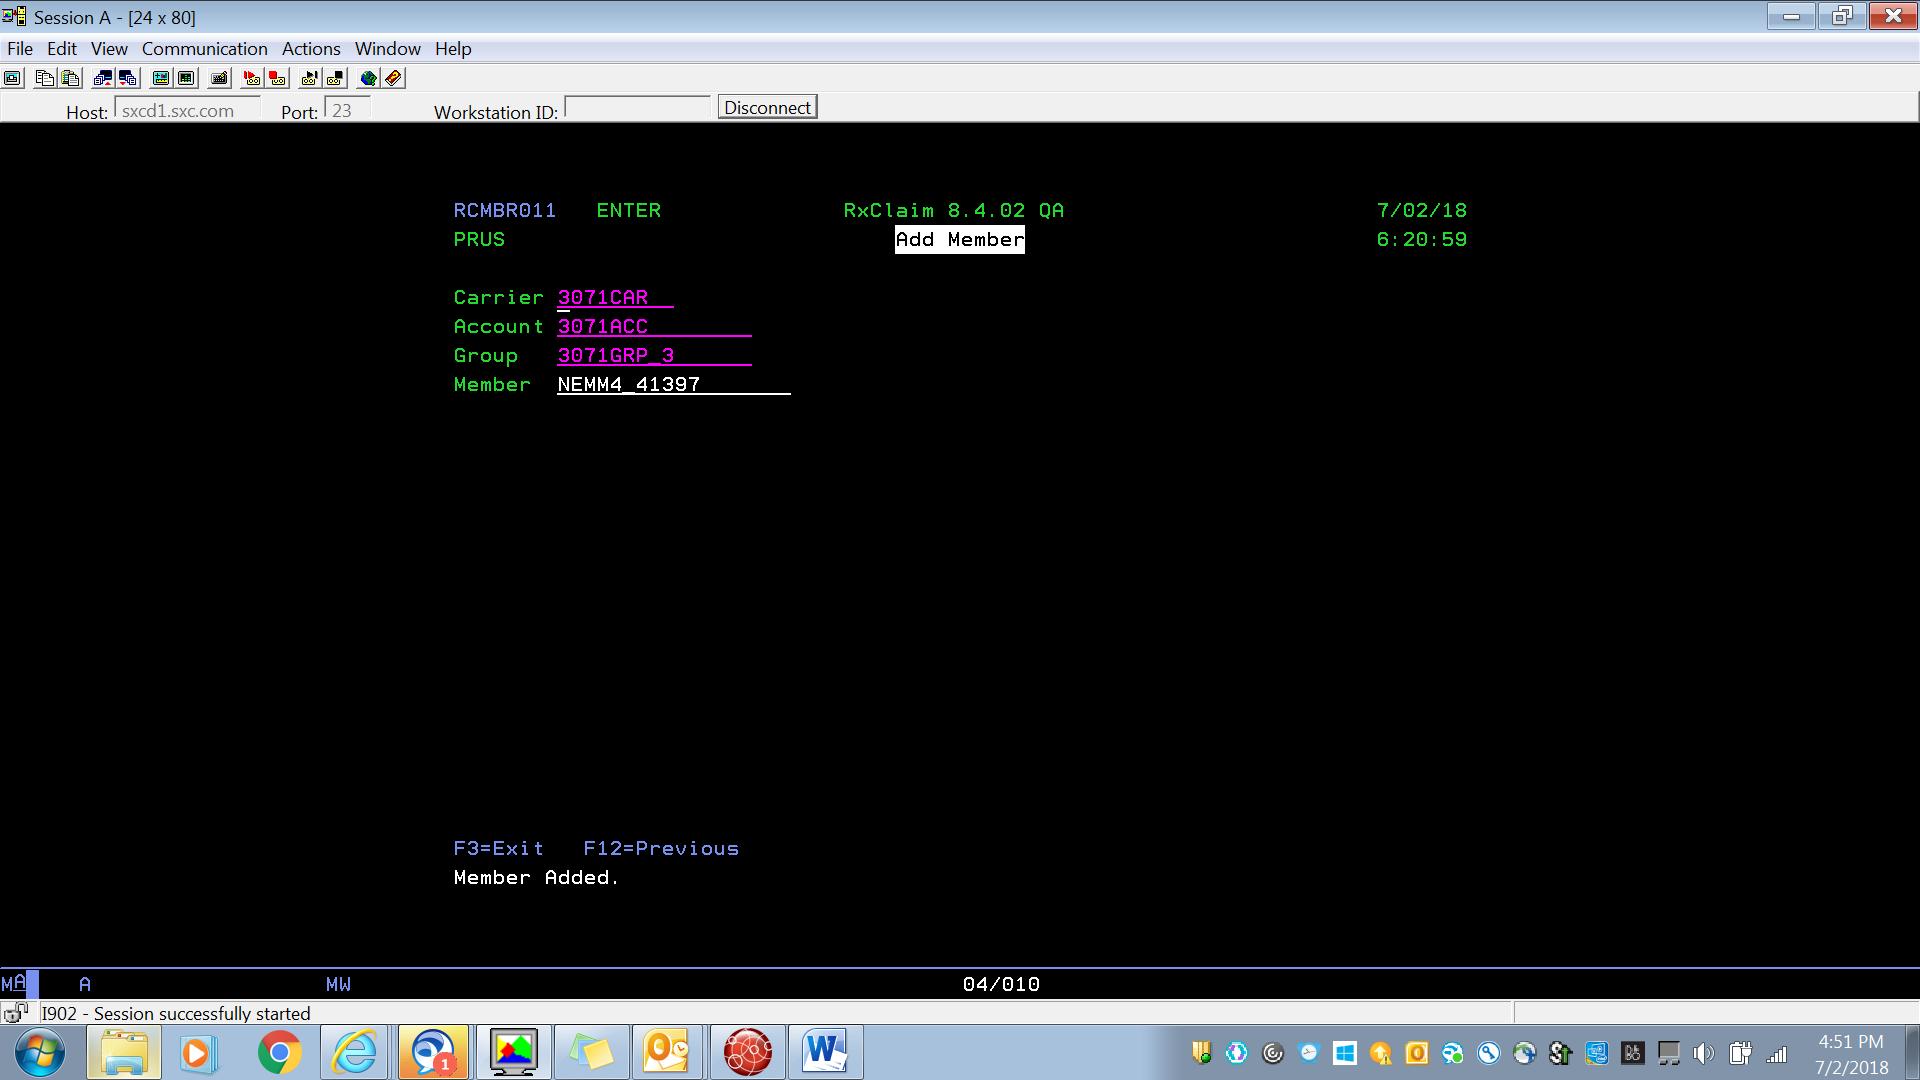 Session A - [24 x 80]
File Edit View Communication Actions Window Help
Host: sxcd1.sxc.com Port: 23 Workstation ID: Disconnect
RCMBR011 ENTER RxClaim 8.4.02 QA 7/02/18
PRUS Add Member 6:20:59
Carrier 3071CAR
Account 3071ACC
Group 3071GRP_3
Member NEMM4_41397
F3=Exit F12=Previous
Member Added.
MA A MW 04/010
I902 - Session successfully started
1
4:51 PM
7/2/2018